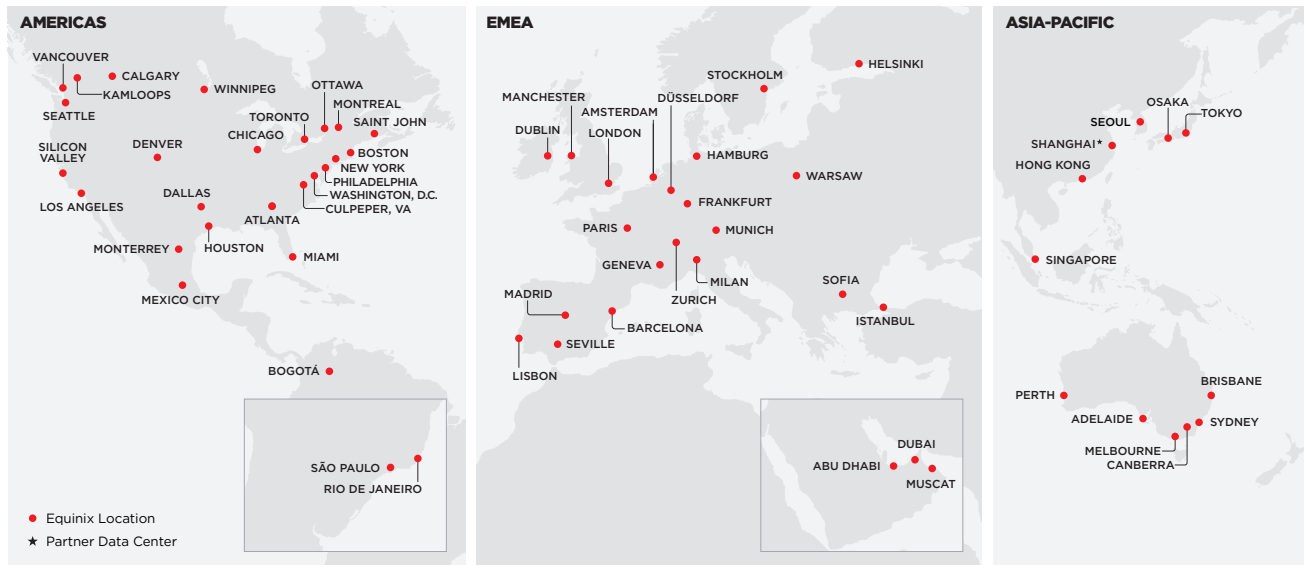 AMERICAS
VANCOUVER
CALGARY
KAMLOOPS
SEATTLE
WINNIPEG
OTTAWA
MONTREAL
TORONTO
SAINT JOHN
CHICAGO
DENVER
SILICON
VALLEY
BOSTON
NEW YORK
PHILADELPHIA
WASHINGTON, D.C.
CULPEPER, VA
LOS ANGELES
DALLAS
ATLANTA
MONTERREY
HOUSTON
MIAMI
MEXICO CITY
BOGOTÁ
SÃO PAULO
RIO DE JANEIRO
Equinix Location
★ Partner Data Center
EMEA
HELSINKI
STOCKHOLM
MANCHESTER
DÜSSELDORF
AMSTERDAM
DUBLIN
LONDON
HAMBURG
WARSAW
FRANKFURT
PARIS
MUNICH
GENEVA
MILAN
ZURICH
SOFIA
MADRID
ISTANBUL
BARCELONA
SEVILLE
LISBON
DUBAI
ABU DHABI
MUSCAT
ASIA-PACIFIC
OSAKA
TOKYO
SEOUL
SHANGHAI★
HONG KONG
SINGAPORE
BRISBANE
PERTH
ADELAIDE
SYDNEY
MELBOURNE
CANBERRA